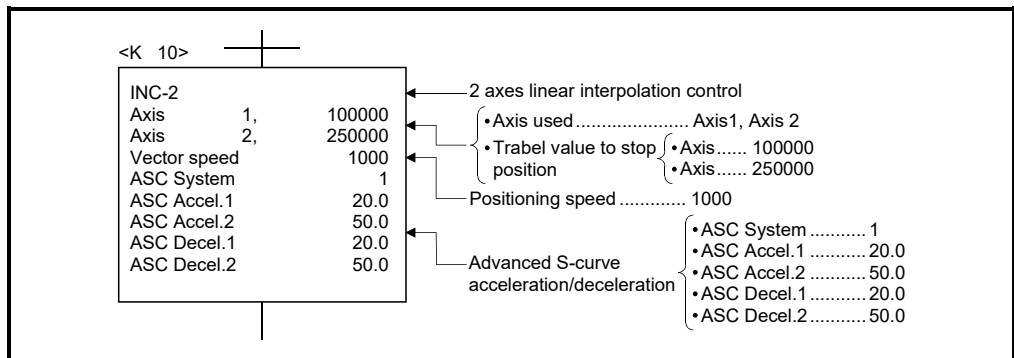 <K 10>
INC-2
Axis 1, 100000
Axis 2, 250000
Vector speed 1000
ASC System 1
ASC Accel.1 20.0
ASC Accel.2 50.0
ASC Decel.1 20.0
ASC Decel.2 50.0
2 axes linear interpolation control
•Axis used...................... Axis1, Axis 2
•Trabel value to stop position
•Axis...... 100000
•Axis...... 250000
Positioning speed ............. 1000
Advanced S-curve
acceleration/deceleration
•ASC System .......... 1
•ASC Accel.1 ........... 20.0
•ASC Accel.2 ........... 50.0
•ASC Decel.1 ........... 20.0
•ASC Decel.2 ........... 50.0